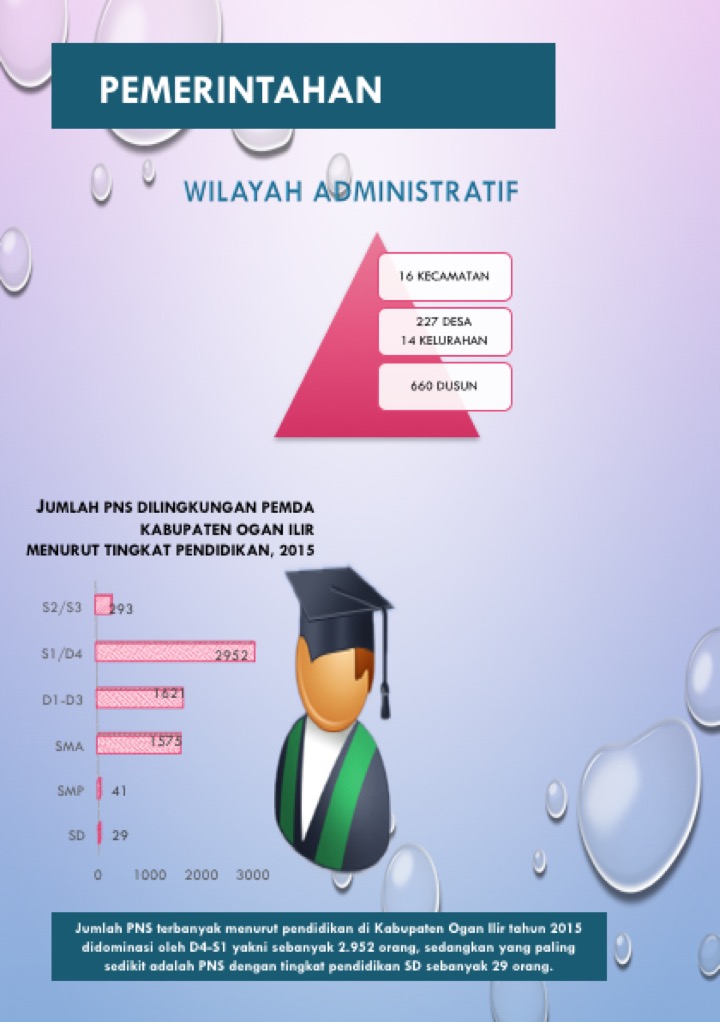 PEMERINTAHAN
WILAYAH ADMINISTRATIF
16 KECAMATAN
227 DESA
14 KELURAHAN
660 DUSUN
JUMLAH PNS DILINGKUNGAN PEMDA
KABUPATEN OGAN ILIR
MENURUT TINGKAT PENDIDIKAN, 2015
S2/S3 293
S1/D4 2952
D1-D3 1621
SMA 1575
SMP 41
SD 29
0 1000 2000 3000
Jumlah PNS terbanyak menurut pendidikan di Kabupaten Ogan Ilir tahun 2015
didominasi oleh D4-S1 yakni sebanyak 2.952 orang, sedangkan yang paling
sedikit adalah PNS dengan tingkat pendidikan SD sebanyak 29 orang.